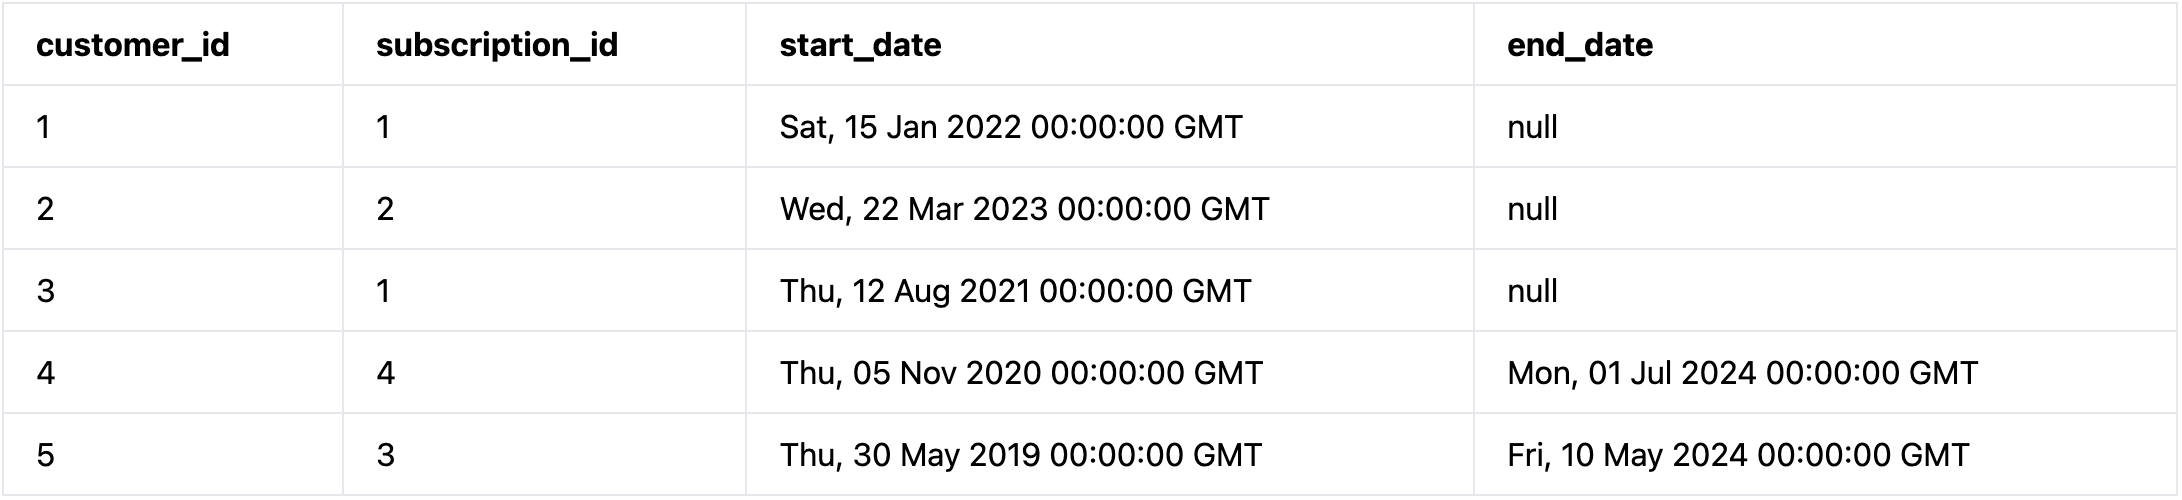 customer_id subscription_id start_date end_date
1 1 Sat, 15 Jan 2022 00:00:00 GMT null
2 2 Wed, 22 Mar 2023 00:00:00 GMT null
3 1 Thu, 12 Aug 2021 00:00:00 GMT null
4 4 Thu, 05 Nov 2020 00:00:00 GMT Mon, 01 Jul 2024 00:00:00 GMT
5 3 Thu, 30 May 2019 00:00:00 GMT Fri, 10 May 2024 00:00:00 GMT